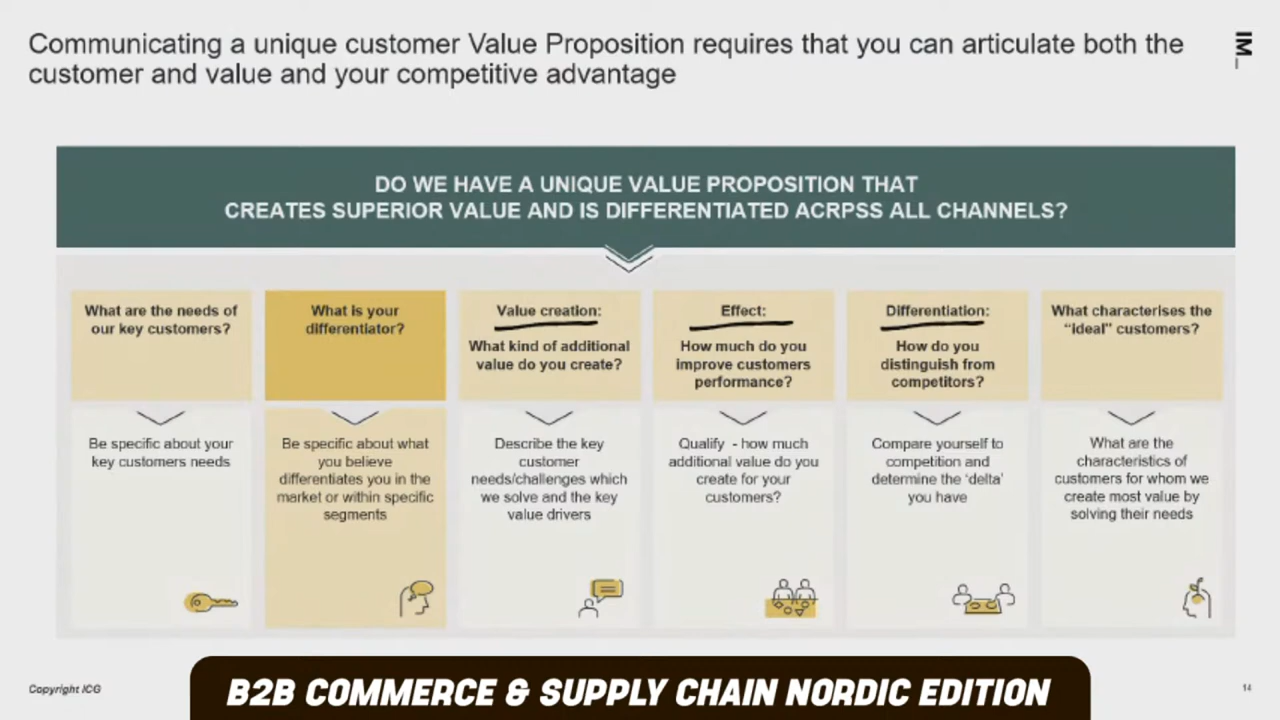 Communicating a unique customer Value Proposition requires that you can articulate both the
customer and value and your competitive advantage
IM_
DO WE HAVE A UNIQUE VALUE PROPOSITION THAT
CREATES SUPERIOR VALUE AND IS DIFFERENTIATED ACRPSS ALL CHANNELS?
What are the needs of
our key customers?
Be specific about your
key customers needs
What is your
differentiator?
Be specific about what
you believe
differentiates you in the
market or within specific
segments
Value creation:
What kind of additional
value do you create?
Describe the key
customer
needs/challenges which
we solve and the key
value drivers
Effect:
How much do you
improve customers
performance?
Qualify - how much
additional value do you
create for your
customers?
Differentiation:
How do you
distinguish from
competitors?
Compare yourself to
competition and
determine the 'delta'
you have
What characterises the
“ideal” customers?
What are the
characteristics of
customers for whom we
create most value by
solving their needs
Copyright ICG
B2B COMMERCE & SUPPLY CHAIN NORDIC EDITION
14